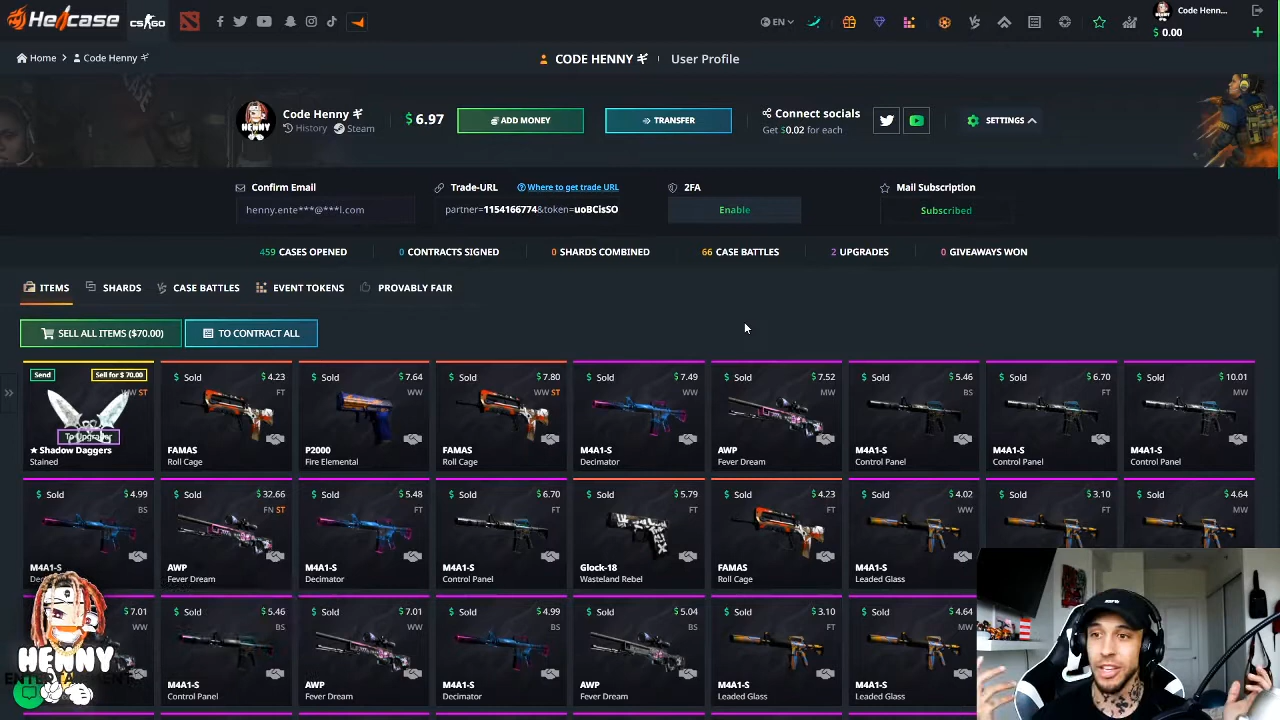 Hellcase
CS:GO
EN
Code Henn...
$ 0.00
Home > Code Henny ギ
CODE HENNY ギ | User Profile
Code Henny ギ
History Steam
$ 6.97
ADD MONEY
TRANSFER
Connect socials
Get $0.02 for each
SETTINGS
Confirm Email
henny.ente***@***l.com
Trade-URL
Where to get trade URL
partner=1154166774&token=uoBCisSO
2FA
Enable
Mail Subscription
Subscribed
459 CASES OPENED
0 CONTRACTS SIGNED
0 SHARDS COMBINED
66 CASE BATTLES
2 UPGRADES
0 GIVEAWAYS WON
ITEMS
SHARDS
CASE BATTLES
EVENT TOKENS
PROVABLY FAIR
SELL ALL ITEMS ($70.00)
TO CONTRACT ALL
Send
Sell for $ 70.00
WW ST
To Upgrader
★ Shadow Daggers
Stained
$ Sold $ 4.23
FT
FAMAS
Roll Cage
$ Sold $ 7.64
WW
P2000
Fire Elemental
$ Sold $ 7.80
WW ST
FAMAS
Roll Cage
$ Sold $ 7.49
WW
M4A1-S
Decimator
$ Sold $ 7.52
MW
AWP
Fever Dream
$ Sold $ 5.46
BS
M4A1-S
Control Panel
$ Sold $ 6.70
FT
M4A1-S
Control Panel
$ Sold $ 10.01
MW
M4A1-S
Control Panel
$ Sold $ 4.99
BS
M4A1-S
$ Sold $ 32.66
FN ST
AWP
Fever Dream
$ Sold $ 5.48
FT
M4A1-S
Decimator
$ Sold $ 6.70
FT
M4A1-S
Control Panel
$ Sold $ 5.79
FT
Glock-18
Wasteland Rebel
$ Sold $ 4.23
FT
FAMAS
Roll Cage
$ Sold $ 4.02
WW
M4A1-S
Leaded Glass
$ Sold $ 3.10
FT
$ Sold $ 4.64
MW
$ 7.01
WW
$ Sold $ 5.46
BS
M4A1-S
Control Panel
$ Sold $ 7.01
WW
AWP
Fever Dream
$ Sold $ 4.99
BS
M4A1-S
Decimator
$ Sold $ 5.04
BS
AWP
Fever Dream
$ Sold $ 3.10
FT
M4A1-S
Leaded Glass
$ Sold $ 4.64
MW
M4A1-S
Leaded Glass
HENNY
ENTERTAINMENT
HENNY